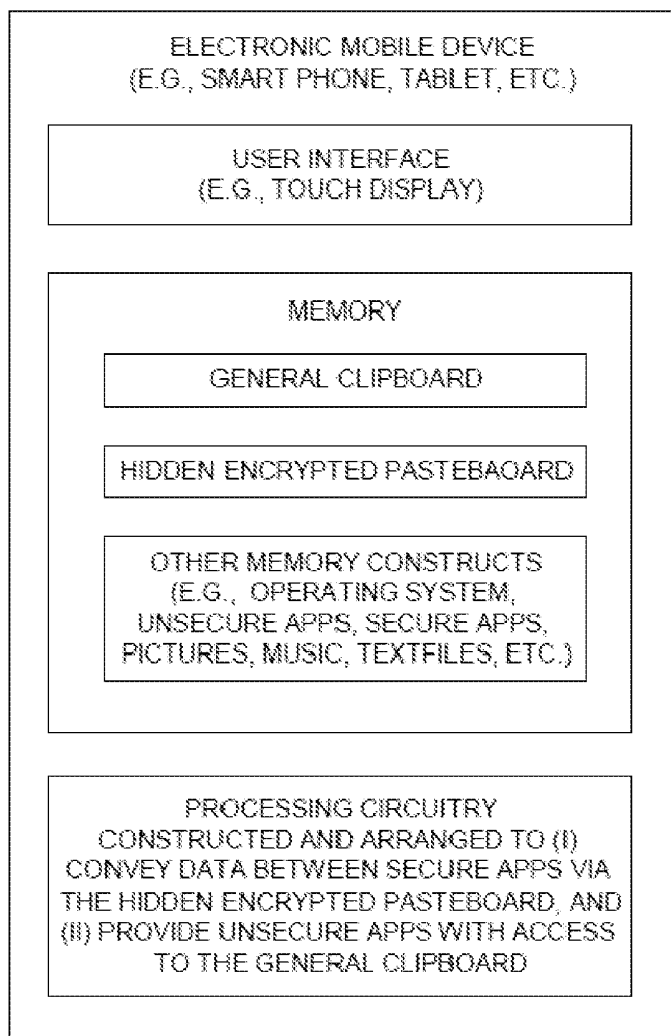 ELECTRONIC MOBILE DEVICE
(E.G., SMART PHONE, TABLET, ETC.)
USER INTERFACE
(E.G., TOUCH DISPLAY)
MEMORY
GENERAL CLIPBOARD
HIDDEN ENCRYPTED PASTEBAOARD
OTHER MEMORY CONSTRUCTS
(E.G., OPERATING SYSTEM,
UNSECURE APPS, SECURE APPS,
PICTURES, MUSIC, TEXTFILES, ETC.)
PROCESSING CIRCUITRY
CONSTRUCTED AND ARRANGED TO (I)
CONVEY DATA BETWEEN SECURE APPS VIA
THE HIDDEN ENCRYPTED PASTEBOARD, AND
(II) PROVIDE UNSECURE APPS WITH ACCESS
TO THE GENERAL CLIPBOARD